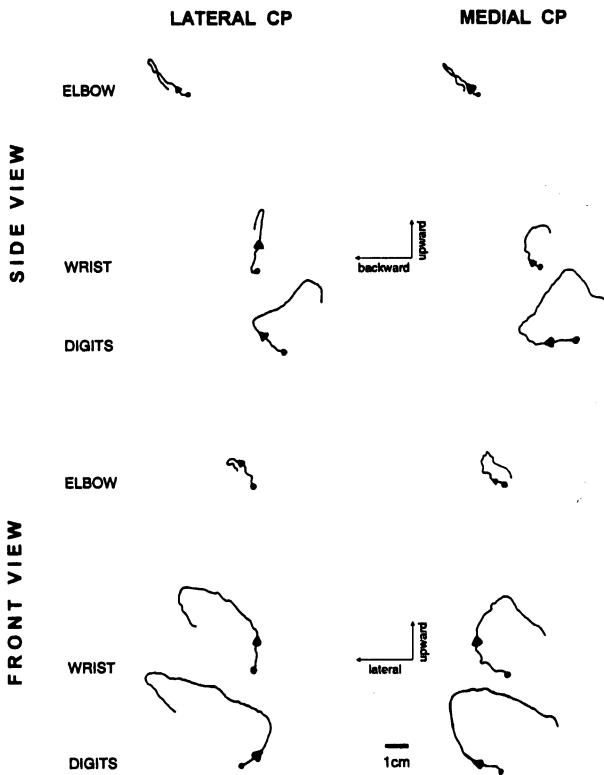 LATERAL CP MEDIAL CP
ELBOW
SIDE VIEW
upward
WRIST
backward
DIGITS
ELBOW
FRONT VIEW
upward
WRIST
lateral
DIGITS
1cm